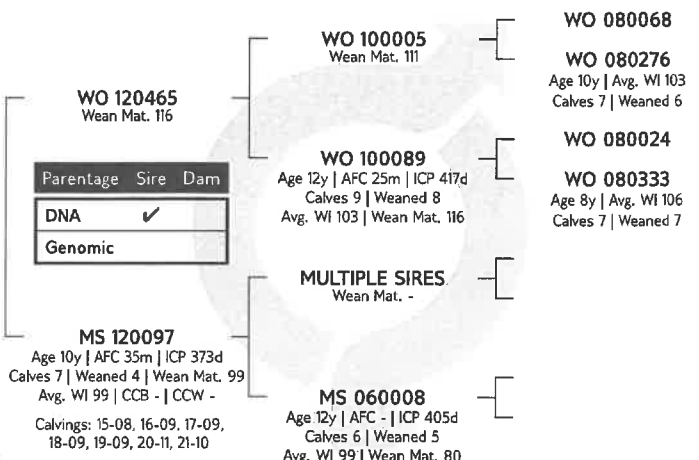 WO 080068
WO 100005
Wean Mat. 111
WO 080276
Age 10y | Avg. WI 103
Calves 7 | Weaned 6
WO 120465
Wean Mat. 116
WO 080024
WO 100089
Age 12y | AFC 25m | ICP 417d
Calves 9 | Weaned 8
Avg. WI 103 | Wean Mat. 116
WO 080333
Age 8y | Avg. WI 106
Calves 7 | Weaned 7
Parentage Sire Dam
DNA ✔
Genomic
MULTIPLE SIRES
Wean Mat. -
MS 120097
Age 10y | AFC 35m | ICP 373d
Calves 7 | Weaned 4 | Wean Mat. 99
Avg. WI 99 | CCB - | CCW -
Calvings: 15-08, 16-09, 17-09,
18-09, 19-09, 20-11, 21-10
MS 060008
Age 12y | AFC - | ICP 405d
Calves 6 | Weaned 5
Avg. WI 99 | Wean Mat. 80